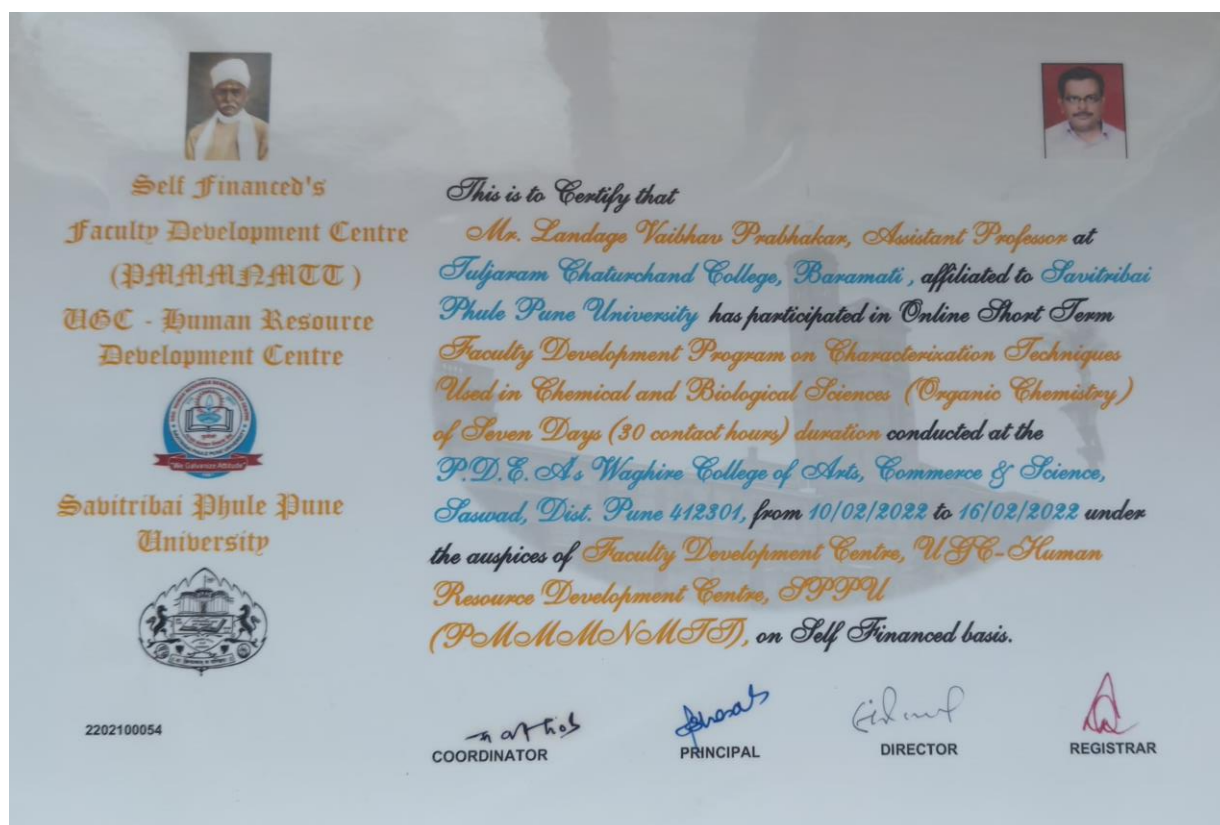 Self Financed's
Faculty Development Centre
(PMMMNMTT)
UGC - Human Resource
Development Centre
"We Galvanize Attitude"
Savitribai Phule Pune
University
2202100054
This is to Certify that
Mr. Landage Vaibhav Prabhakar, Assistant Professor at
Tuljaram Chaturchand College, Baramati, affiliated to Savitribai
Phule Pune University has participated in Online Short Term
Faculty Development Program on Characterization Techniques
Used in Chemical and Biological Sciences (Organic Chemistry)
of Seven Days (30 contact hours) duration conducted at the
P.D.E.A's Waghire College of Arts, Commerce & Science,
Saswad, Dist. Pune 412301, from 10/02/2022 to 16/02/2022 under
the auspices of Faculty Development Centre, UGC-Human
Resource Development Centre, SPPU
(PMMMNMTT), on Self Financed basis.
COORDINATOR
PRINCIPAL
DIRECTOR
REGISTRAR